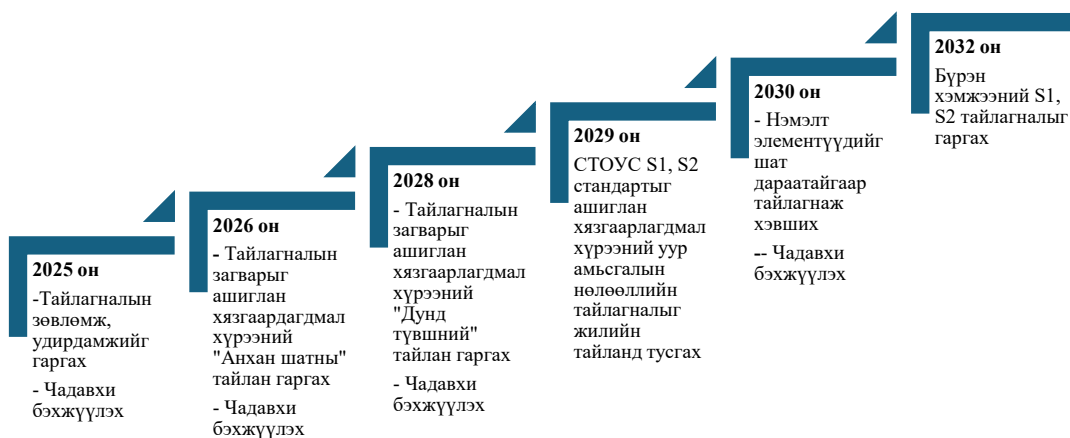 2025 он
-Тайлагналын
зөвлөмж,
удирдамжийг
гаргах
- Чадавхи
бэхжүүлэх
2026 он
- Тайлагналын
загварыг
ашиглан
хязгаардагдмал
хүрээний
"Анхан шатны"
тайлан гаргах
- Чадавхи
бэхжүүлэх
2028 он
- Тайлагналын
загварыг
ашиглан
хязгаарлагдмал
хүрээний
"Дунд
түвшний"
тайлан гаргах
- Чадавхи
бэхжүүлэх
2029 он
СТОУС S1, S2
стандартыг
ашиглан
хязгаарлагдмал
хүрээний уур
амьсгалын
нөлөөллийн
тайлагналыг
жилийн
тайланд тусгах
2030 он
- Нэмэлт
элементүүдийг
шат
дараатайгаар
тайлагнаж
хэвших
-- Чадавхи
бэхжүүлэх
2032 он
Бүрэн
хэмжээний S1,
S2 тайлагналыг
гаргах